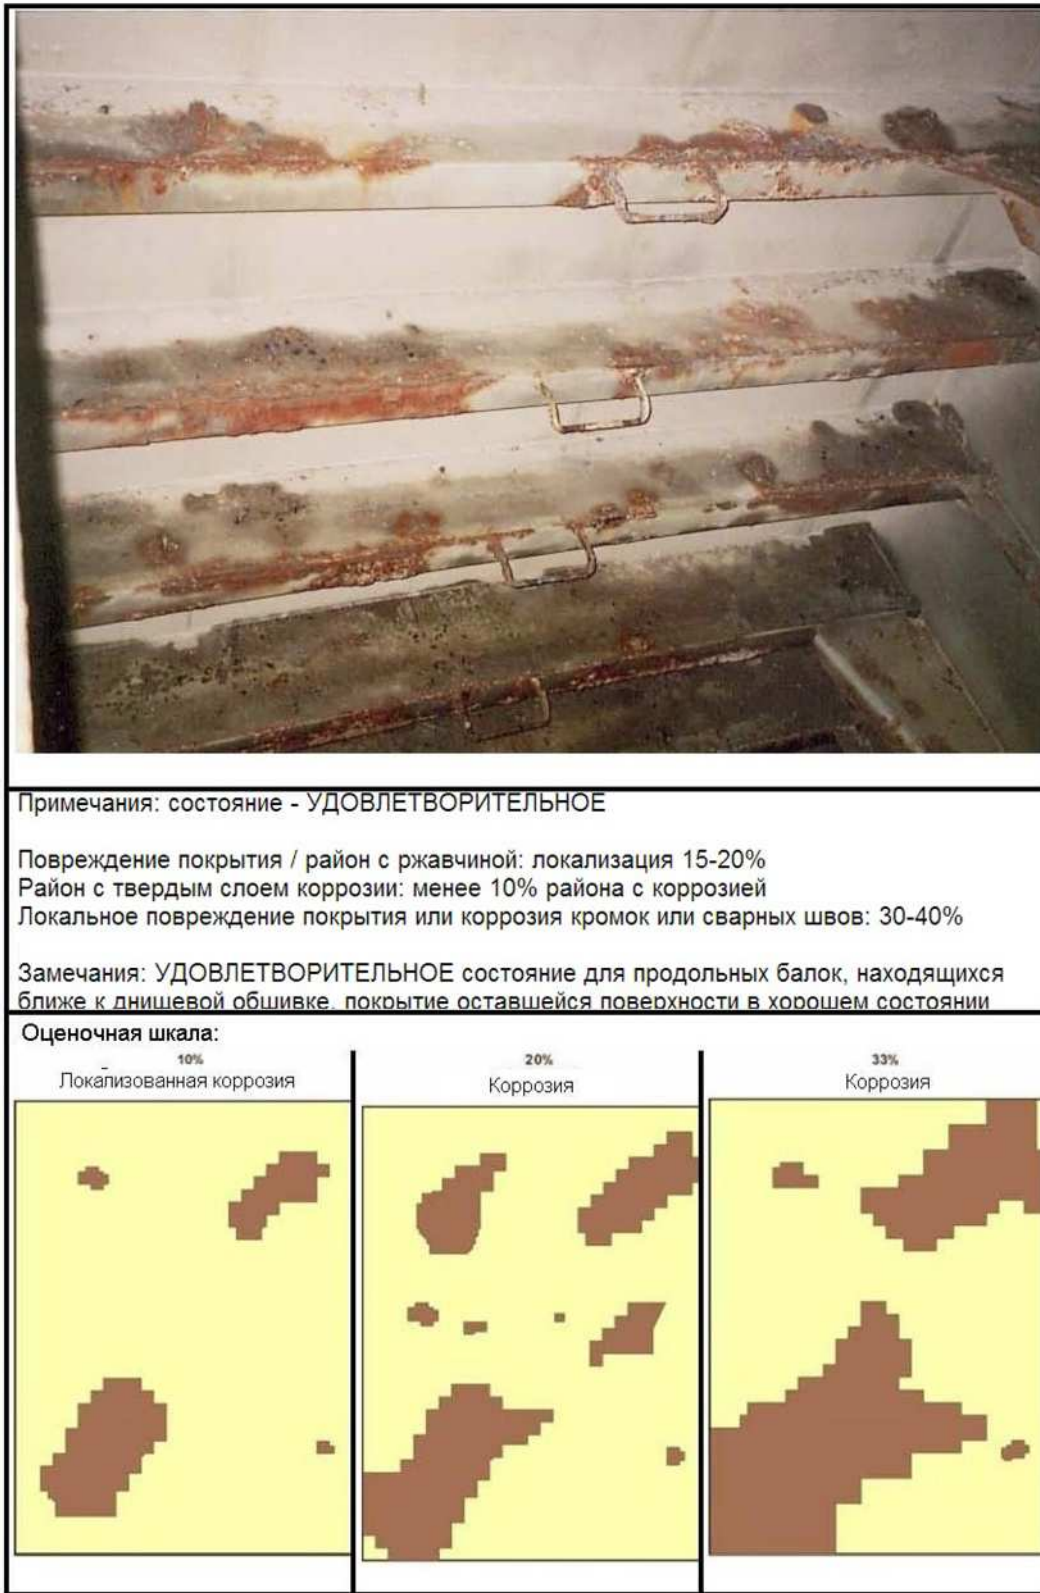 Примечания: состояние - УДОВЛЕТВОРИТЕЛЬНОЕ
Повреждение покрытия / район с ржавчиной: локализация 15-20%
Район с твердым слоем коррозии: менее 10% района с коррозией
Локальное повреждение покрытия или коррозия кромок или сварных швов: 30-40%
Замечания: УДОВЛЕТВОРИТЕЛЬНОЕ состояние для продольных балок, находящихся
ближе к днищевой обшивке, покрытие оставшейся поверхности в хорошем состоянии
Оценочная шкала:
10%
Локализованная коррозия
20%
Коррозия
33%
Коррозия